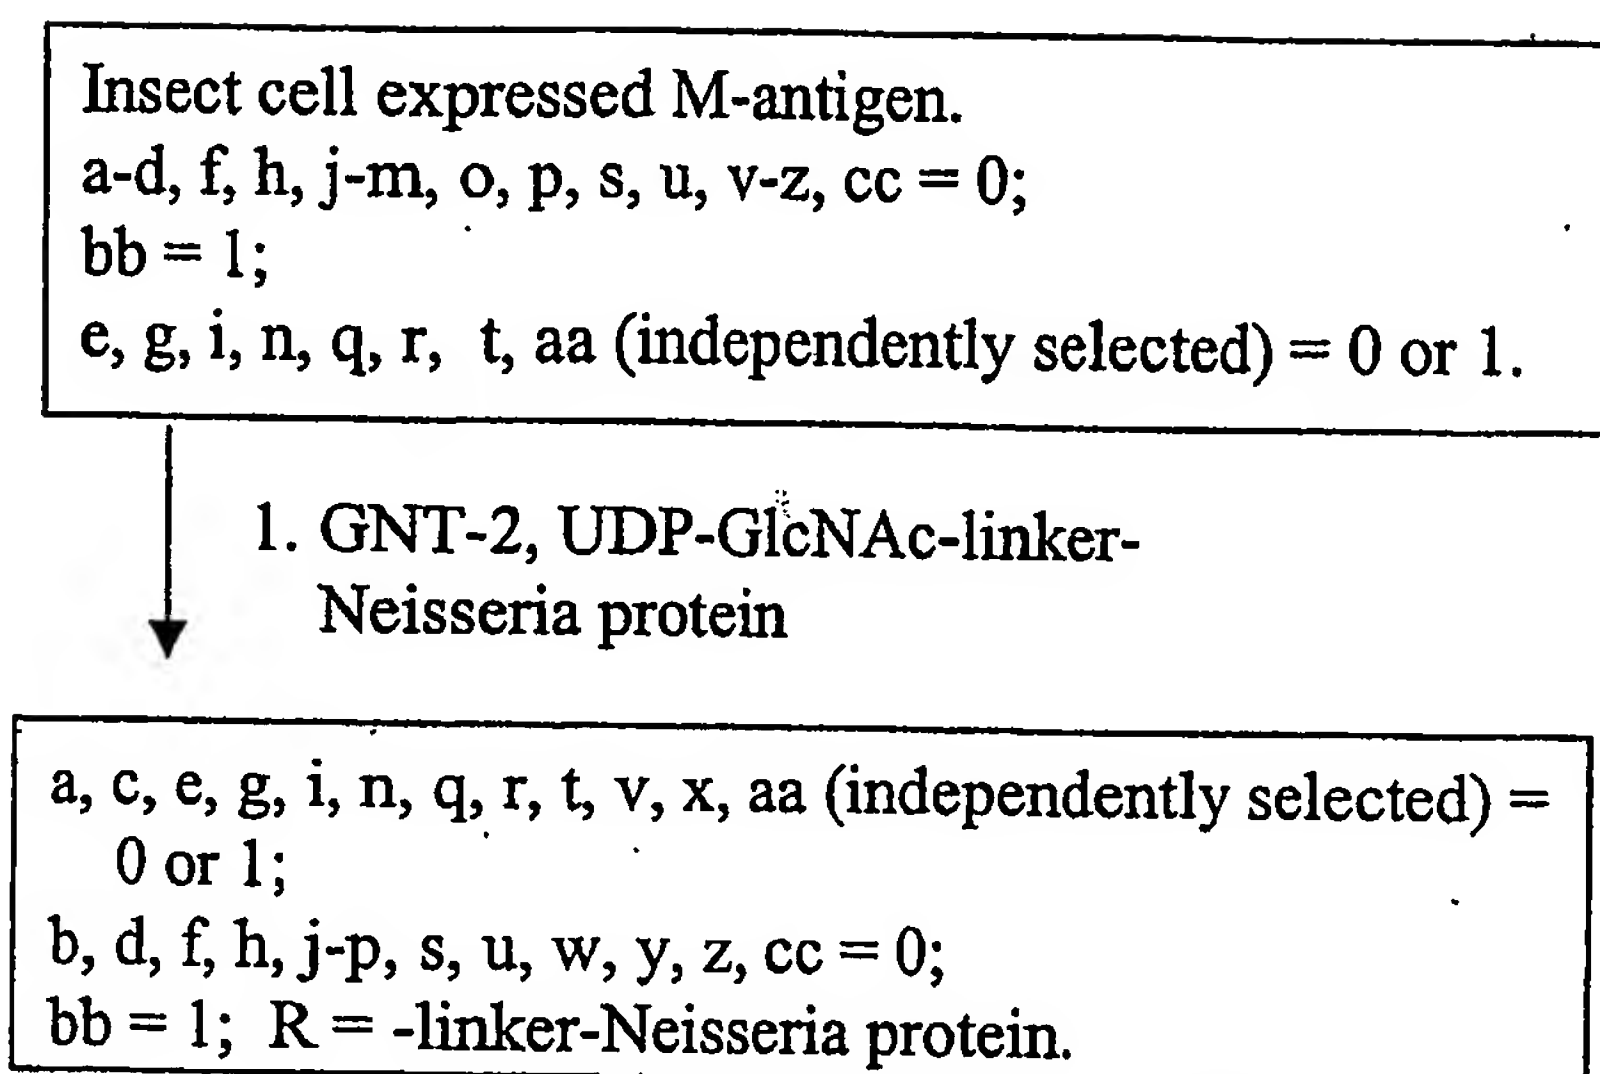 Insect cell expressed M-antigen.
a-d, f, h, j-m, o, p, s, u, v-z, cc = 0;
bb = 1;
e, g, i, n, q, r, t, aa (independently selected) = 0 or 1.
1. GNT-2, UDP-GlcNAc-linker-
Neisseria protein
a, c, e, g, i, n, q, r, t, v, x, aa (independently selected) =
0 or 1;
b, d, f, h, j-p, s, u, w, y, z, cc = 0;
bb = 1; R = -linker-Neisseria protein.